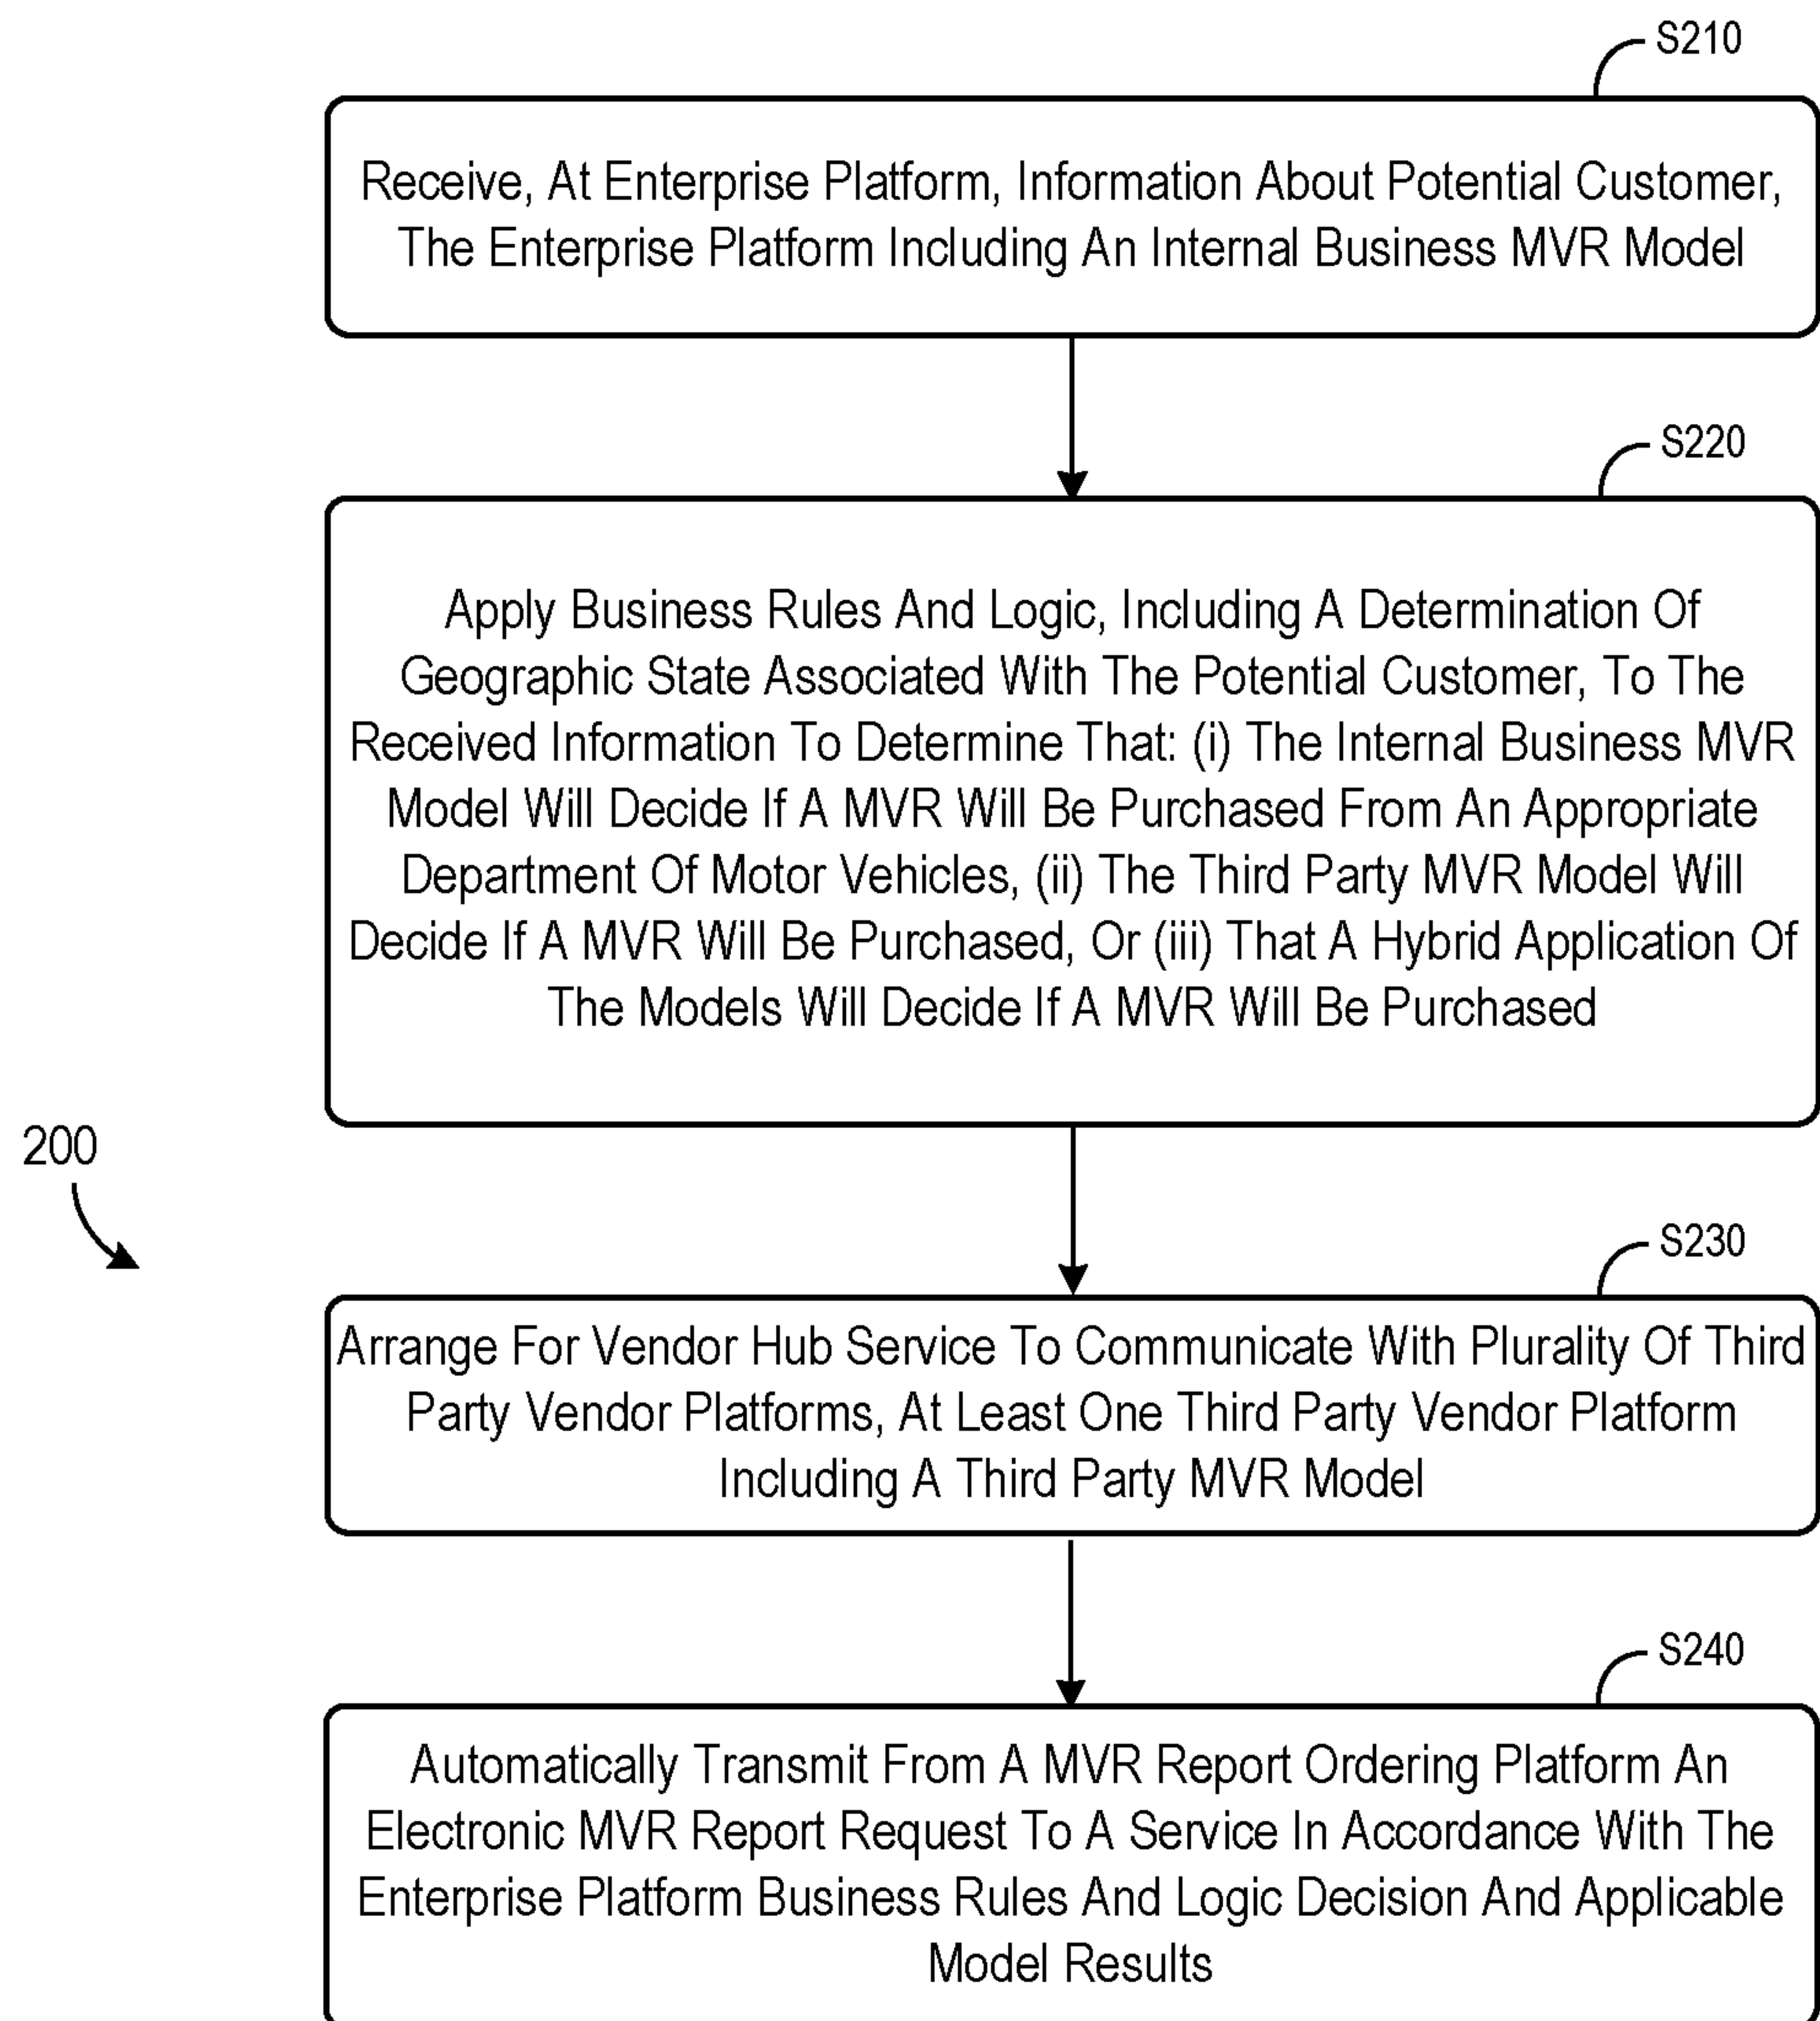 S210
Receive, At Enterprise Platform, Information About Potential Customer,
The Enterprise Platform Including An Internal Business MVR Model
S220
Apply Business Rules And Logic, Including A Determination Of
Geographic State Associated With The Potential Customer, To The
Received Information To Determine That: (i) The Internal Business MVR
Model Will Decide If A MVR Will Be Purchased From An Appropriate
Department Of Motor Vehicles, (ii) The Third Party MVR Model Will
Decide If A MVR Will Be Purchased, Or (iii) That A Hybrid Application Of
The Models Will Decide If A MVR Will Be Purchased
200
S230
Arrange For Vendor Hub Service To Communicate With Plurality Of Third
Party Vendor Platforms, At Least One Third Party Vendor Platform
Including A Third Party MVR Model
S240
Automatically Transmit From A MVR Report Ordering Platform An
Electronic MVR Report Request To A Service In Accordance With The
Enterprise Platform Business Rules And Logic Decision And Applicable
Model Results